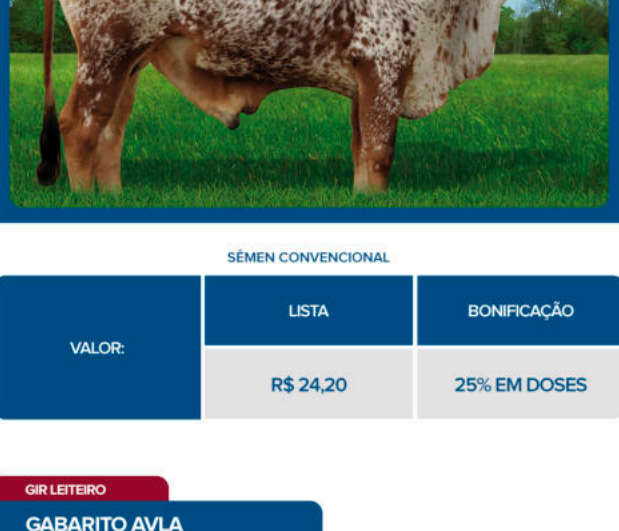 SÊMEN CONVENCIONAL
VALOR:
LISTA
BONIFICAÇÃO
R$ 24,20
25% EM DOSES
GIR LEITEIRO
GABARITO AVLA